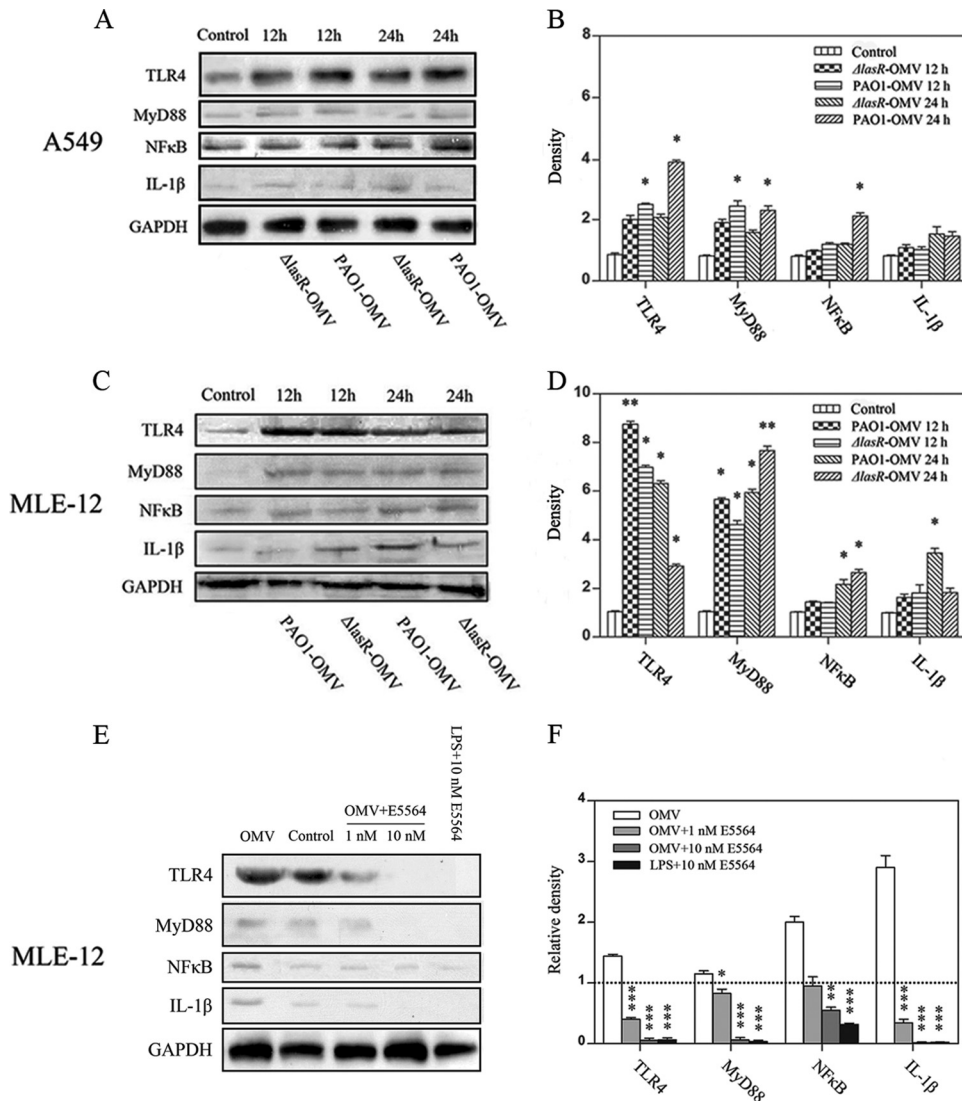 A
Control 12h 12h 24h 24h
TLR4
MyD88
NFκB
IL-1β
GAPDH
A549
ΔlasR-OMV
PAO1-OMV
ΔlasR-OMV
PAO1-OMV
B
8
6
4
2
0
Density
Control
ΔlasR-OMV 12 h
PAO1-OMV 12 h
ΔlasR-OMV 24 h
PAO1-OMV 24 h
* * * * *
TLR4
MyD88
NFκB
IL-1β
C
Control 12h 12h 24h 24h
TLR4
MyD88
NFκB
IL-1β
GAPDH
MLE-12
PAO1-OMV
ΔlasR-OMV
PAO1-OMV
ΔlasR-OMV
D
10
8
6
4
2
0
Density
Control
PAO1-OMV 12 h
ΔlasR-OMV 12 h
PAO1-OMV 24 h
ΔlasR-OMV 24 h
** * * * * * * ** * * *
TLR4
MyD88
NFκB
IL-1β
E
OMV+E5564
OMV Control 1 nM 10 nM
LPS+10 nM E5564
TLR4
MyD88
NFκB
IL-1β
GAPDH
MLE-12
F
4
3
2
1
0
Relative density
OMV
OMV+1 nM E5564
OMV+10 nM E5564
LPS+10 nM E5564
*** *** *** * *** *** ** *** *** *** ***
TLR4
MyD88
NFκB
IL-1β